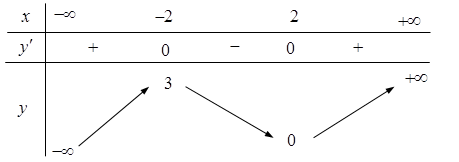 x −∞ −2 2 +∞
y′ + 0 − 0 +
3 +∞
y
0
−∞